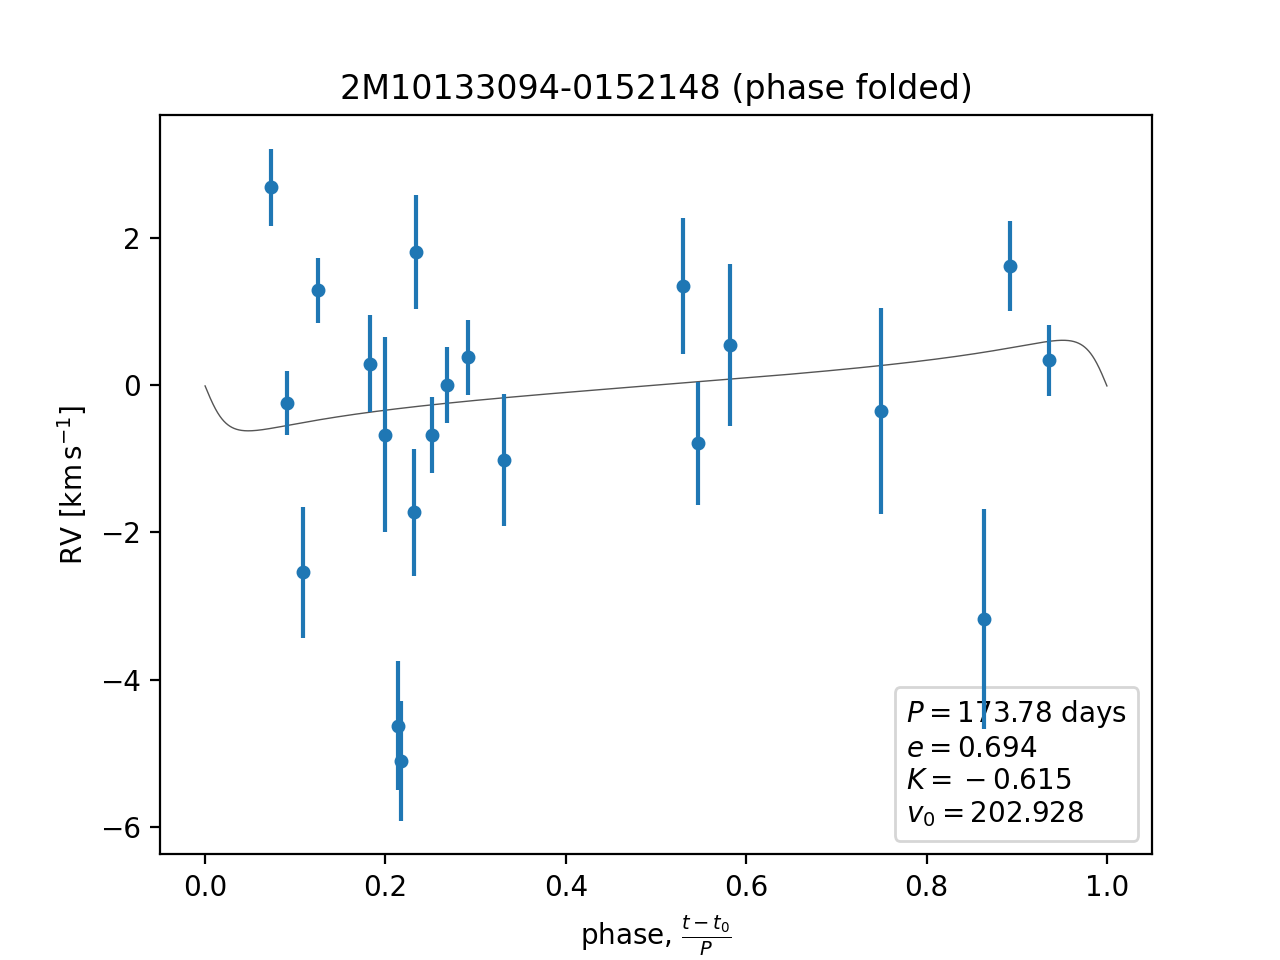 2M10133094-0152148 (phase folded)
2
0
−2
−4
−6
RV [km s⁻¹]
P = 173.78 days
e = 0.694
K = −0.615
v₀ = 202.928
0.0 0.2 0.4 0.6 0.8 1.0
phase, (t − t₀)/P